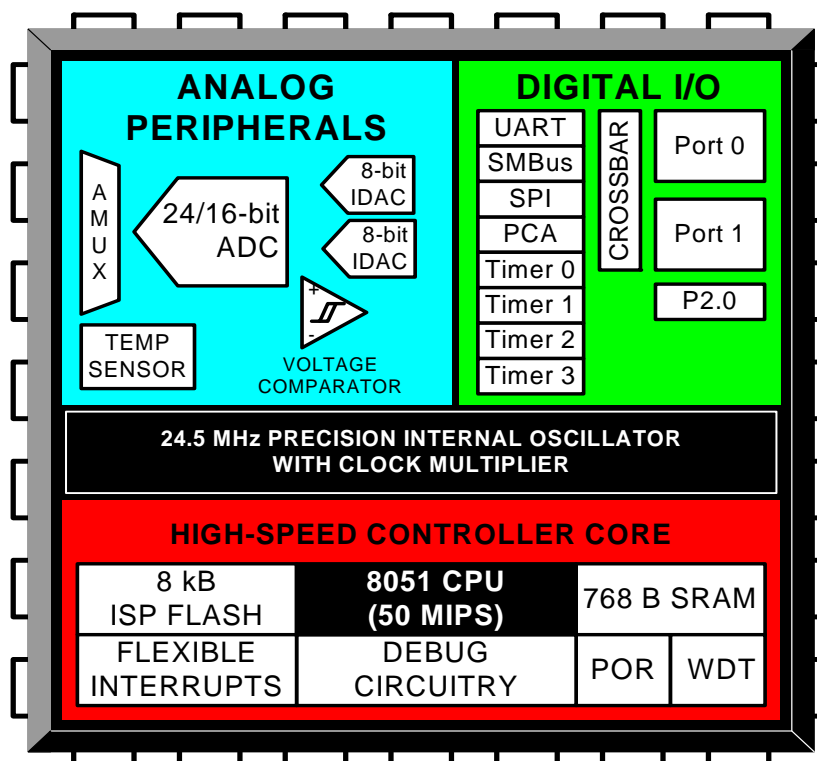 ANALOG
PERIPHERALS
A
M
U
X
24/16-bit
ADC
8-bit
IDAC
8-bit
IDAC
+
-
TEMP
SENSOR
VOLTAGE
COMPARATOR
DIGITAL I/O
UART
SMBus
SPI
PCA
Timer 0
Timer 1
Timer 2
Timer 3
CROSSBAR
Port 0
Port 1
P2.0
24.5 MHz PRECISION INTERNAL OSCILLATOR
WITH CLOCK MULTIPLIER
HIGH-SPEED CONTROLLER CORE
8 kB
ISP FLASH
8051 CPU
(50 MIPS)
768 B SRAM
FLEXIBLE
INTERRUPTS
DEBUG
CIRCUITRY
POR
WDT